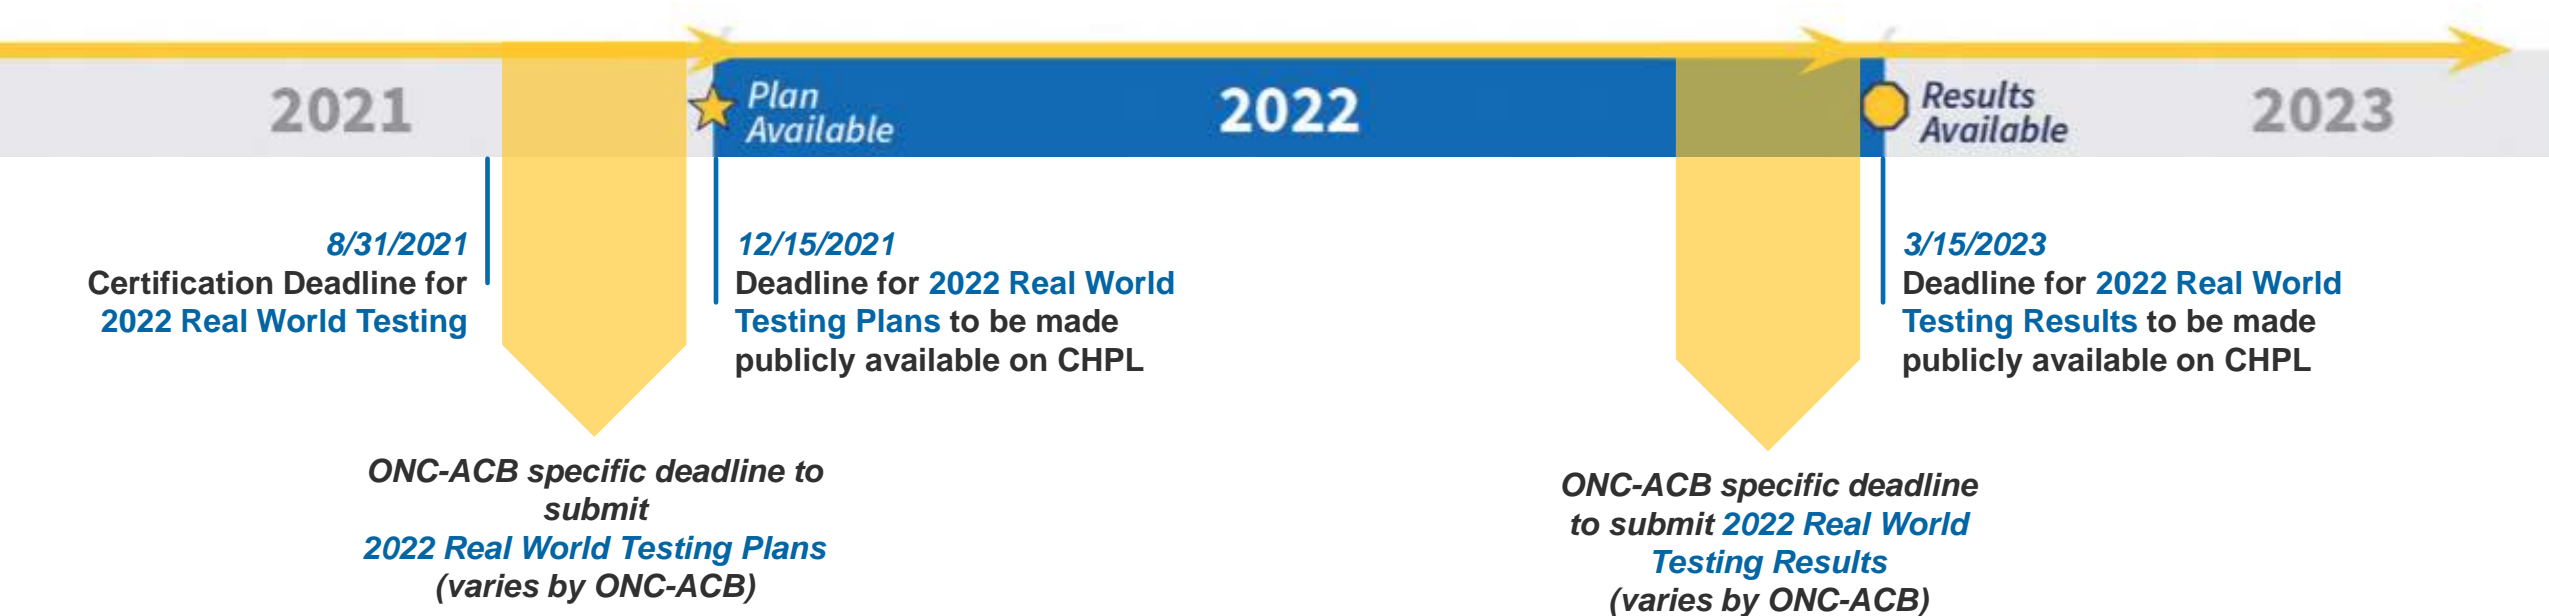 2021
Plan
Available
2022
Results
Available
2023
8/31/2021
Certification Deadline for
2022 Real World Testing
12/15/2021
Deadline for 2022 Real World
Testing Plans to be made
publicly available on CHPL
3/15/2023
Deadline for 2022 Real World
Testing Results to be made
publicly available on CHPL
ONC-ACB specific deadline to
submit
2022 Real World Testing Plans
(varies by ONC-ACB)
ONC-ACB specific deadline
to submit 2022 Real World
Testing Results
(varies by ONC-ACB)